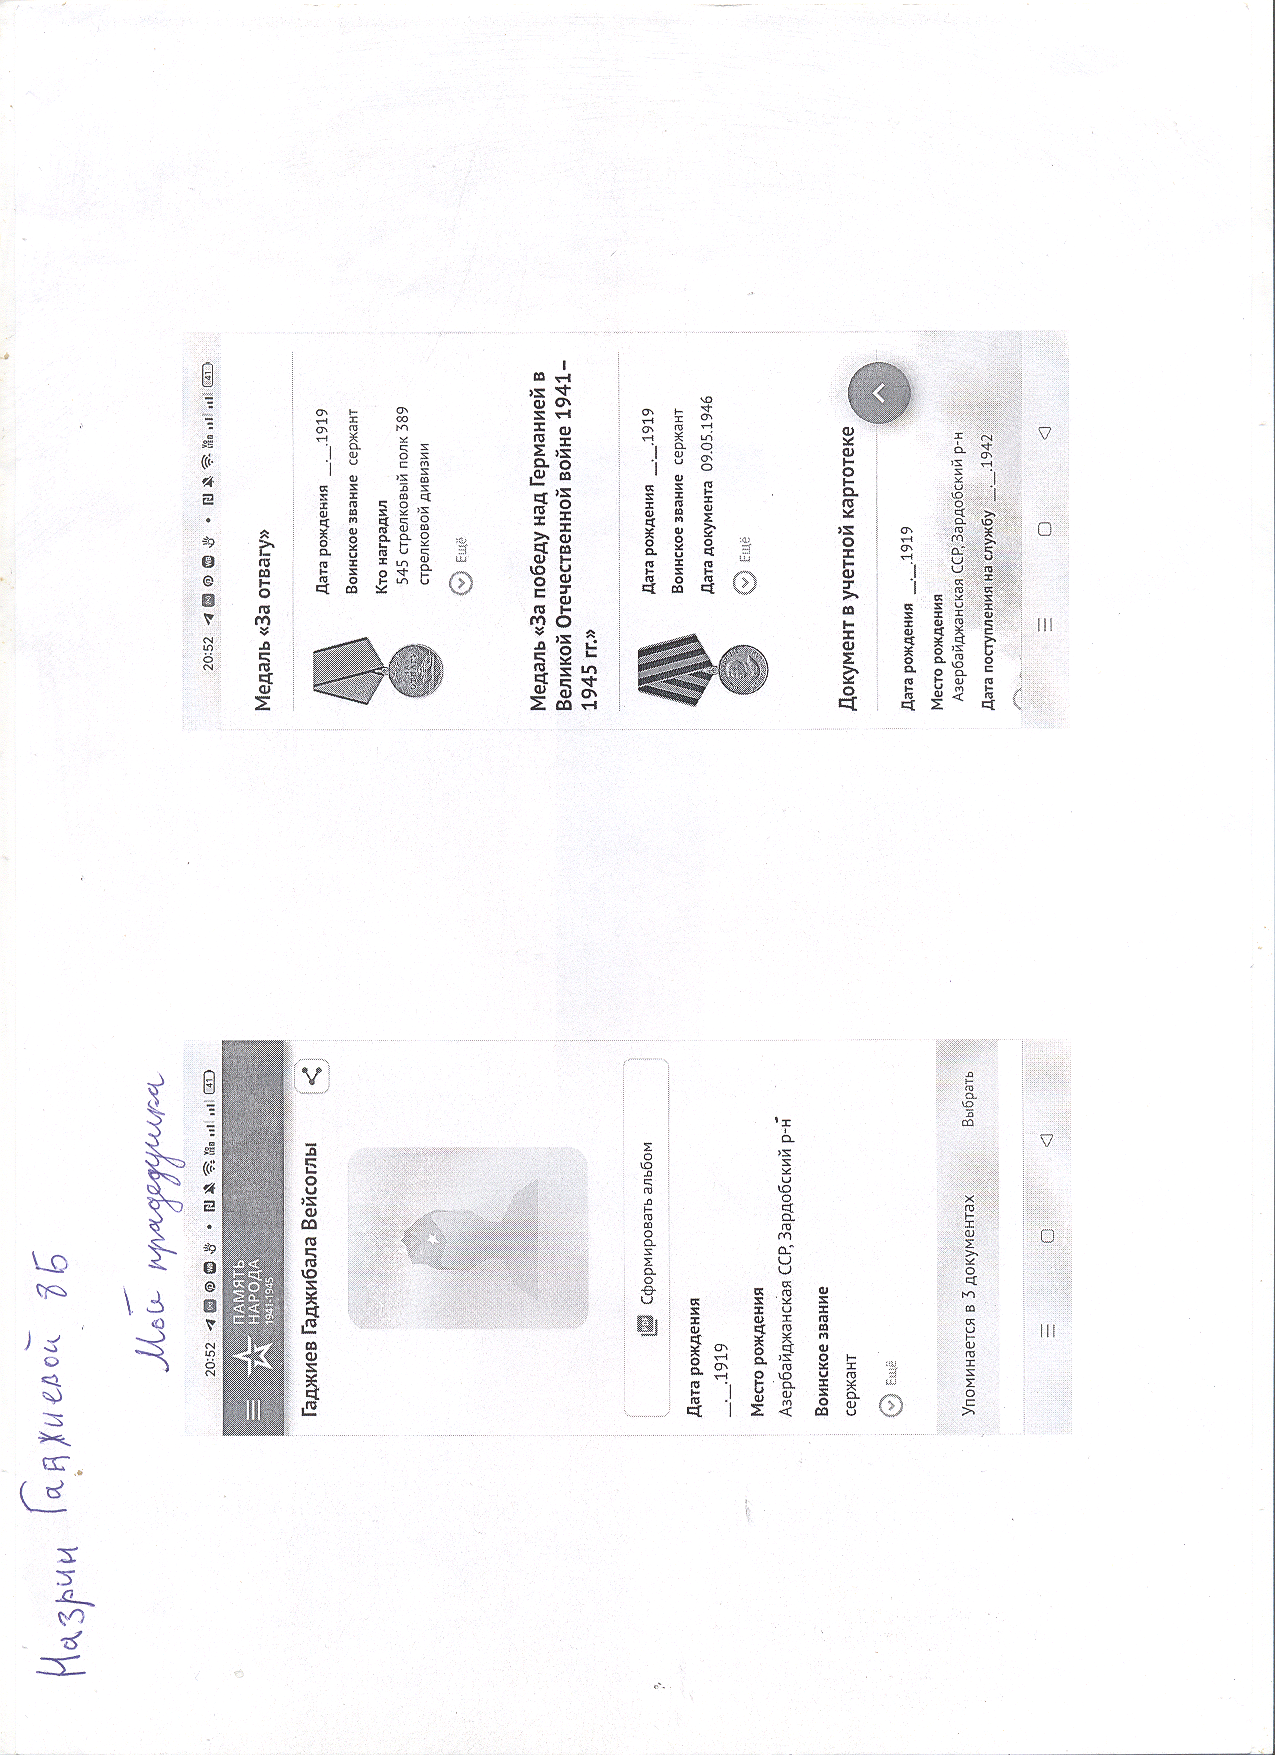 Назрин Гаджиевой 8Б
Мой прадедушка
20:52
41
ПАМЯТЬ
НАРОДА
1941-1945
Гаджиев Гаджибала Вейсоглы
Сформировать альбом
Дата рождения
__.__.1919
Место рождения
Азербайджанская ССР, Зардобский р-н
Воинское звание
сержант
Ещё
Упоминается в 3 документах
Выбрать
20:52
41
Медаль «За отвагу»
Дата рождения __.__.1919
Воинское звание сержант
Кто наградил
545 стрелковый полк 389
стрелковой дивизии
Ещё
Медаль «За победу над Германией в
Великой Отечественной войне 1941–
1945 гг.»
Дата рождения __.__.1919
Воинское звание сержант
Дата документа 09.05.1946
Ещё
Документ в учетной картотеке
Дата рождения __.__.1919
Место рождения
Азербайджанская ССР, Зардобский р-н
Дата поступления на службу __.__.1942